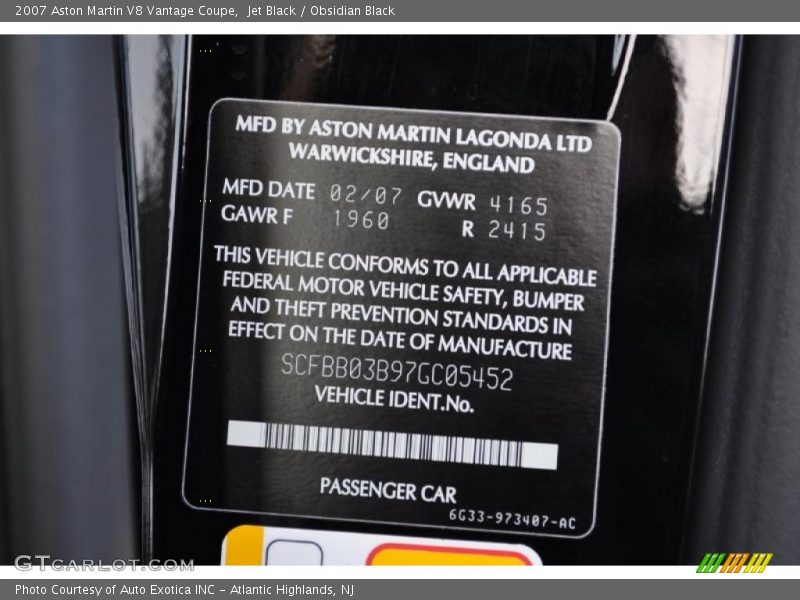 2007 Aston Martin V8 Vantage Coupe,  Jet Black / Obsidian Black
MFD BY ASTON MARTIN LAGONDA LTD
WARWICKSHIRE, ENGLAND
MFD DATE 02/07 GVWR 4165
GAWR F 1960 R 2415
THIS VEHICLE CONFORMS TO ALL APPLICABLE
FEDERAL MOTOR VEHICLE SAFETY, BUMPER
AND THEFT PREVENTION STANDARDS IN
EFFECT ON THE DATE OF MANUFACTURE
SCFBB03B97GC05452
VEHICLE IDENT.No.
PASSENGER CAR
6G33-973407-AC
GTCARLOT.COM
Photo Courtesy of Auto Exotica INC - Atlantic Highlands, NJ